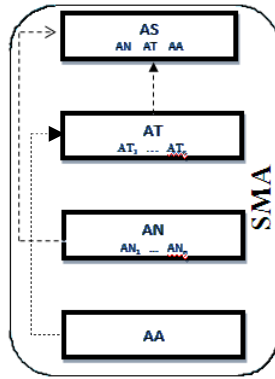 AS
AN AT AA
AT
AT₁ ... ATₙ
AN
AN₁ ... ANₙ
AA
SMA